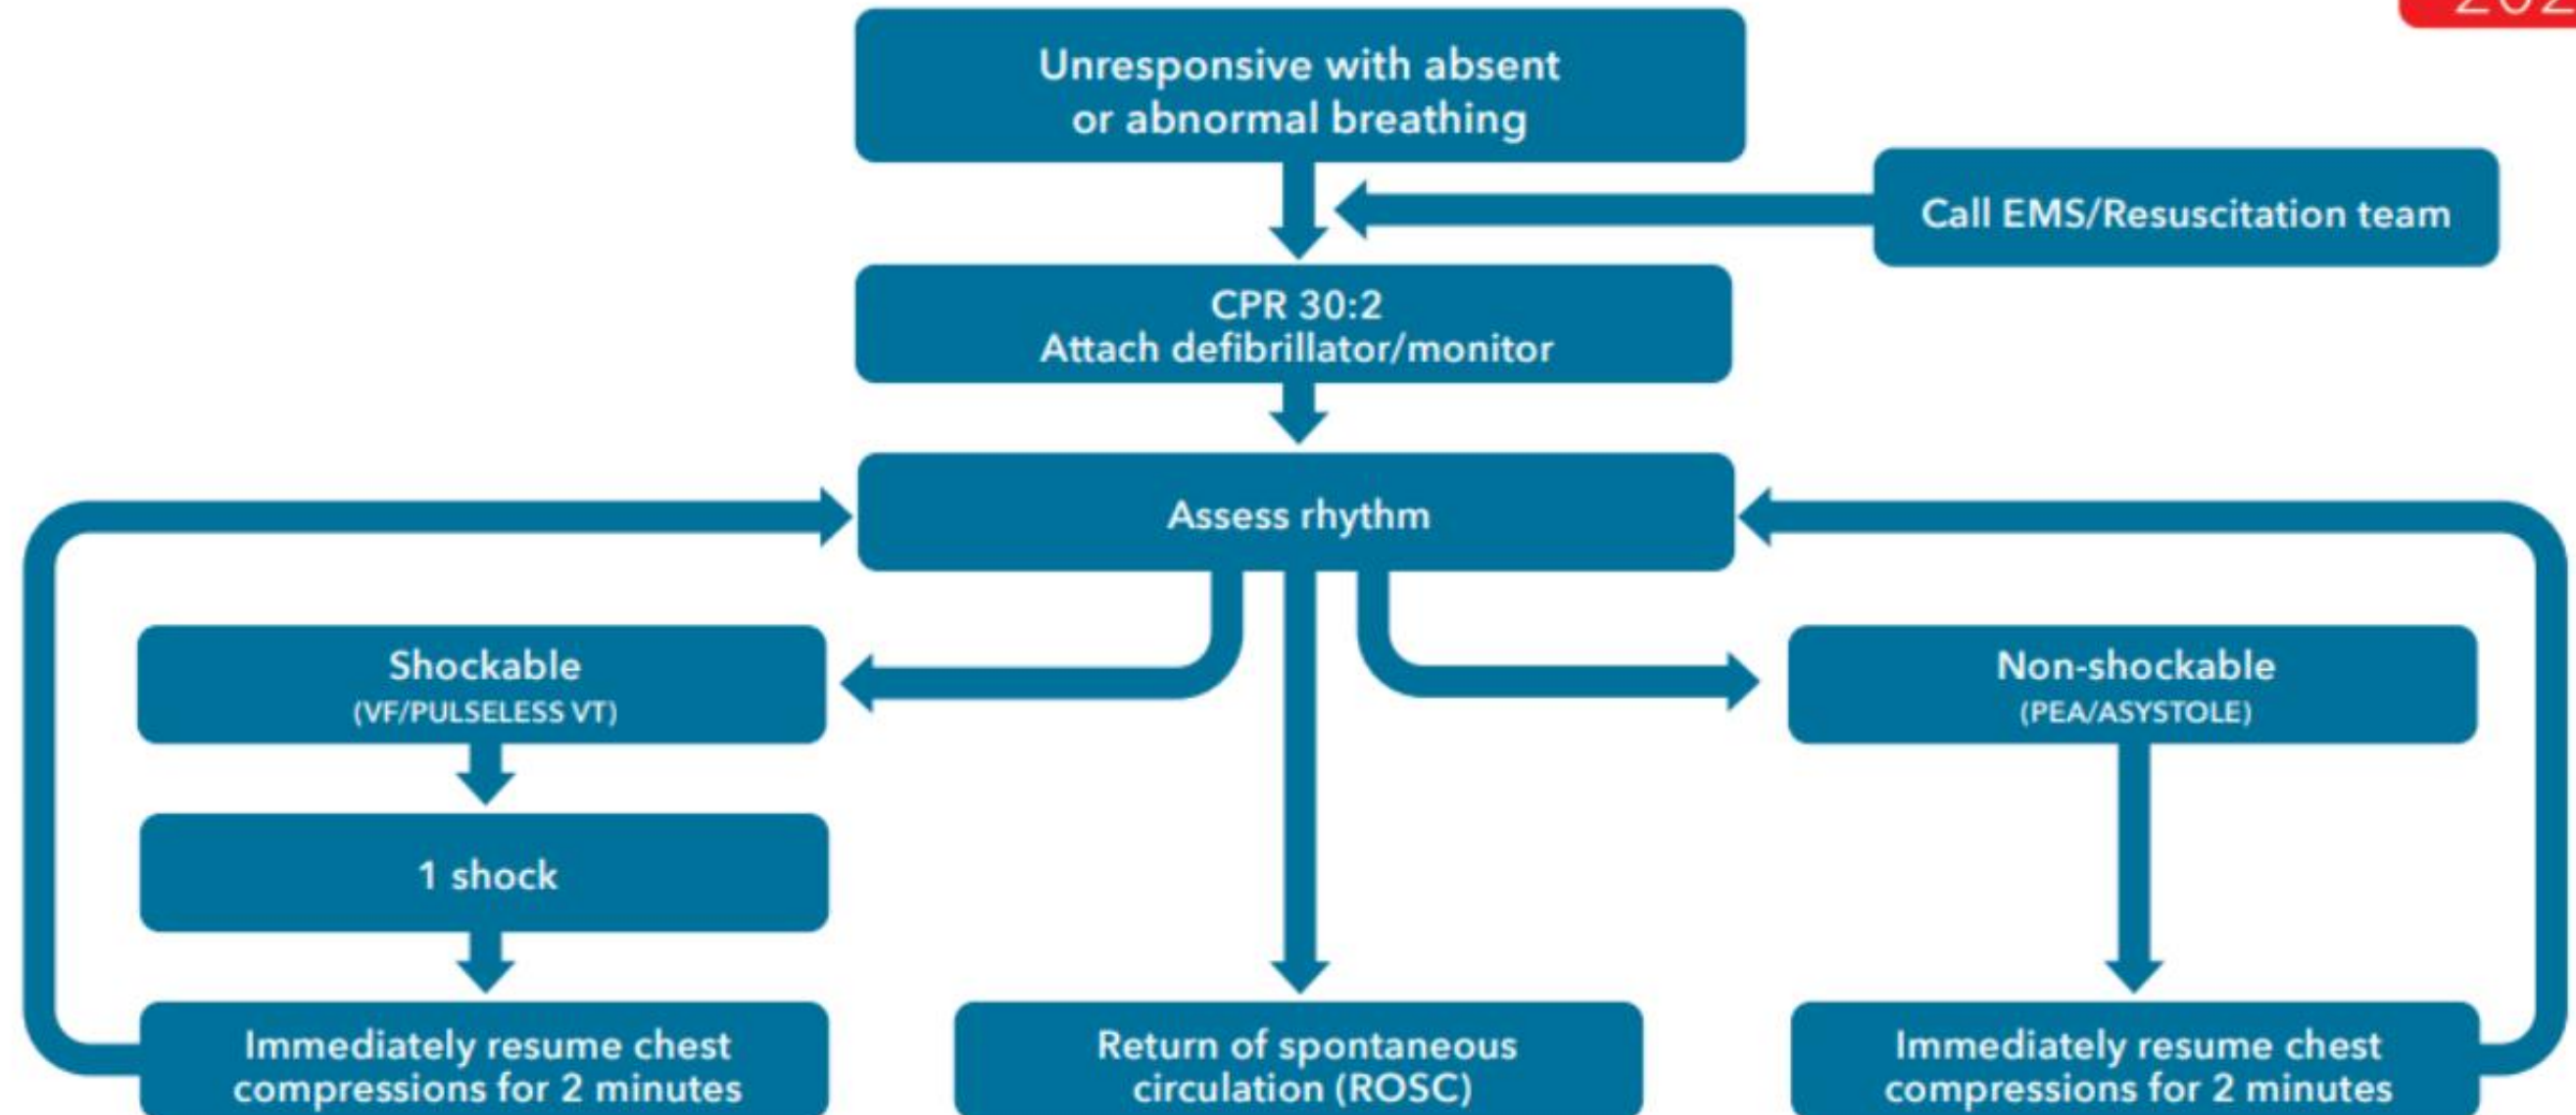 Unresponsive with absent
or abnormal breathing
Call EMS/Resuscitation team
CPR 30:2
Attach defibrillator/monitor
Assess rhythm
Shockable
(VF/PULSELESS VT)
Non-shockable
(PEA/ASYSTOLE)
1 shock
Immediately resume chest
compressions for 2 minutes
Return of spontaneous
circulation (ROSC)
Immediately resume chest
compressions for 2 minutes